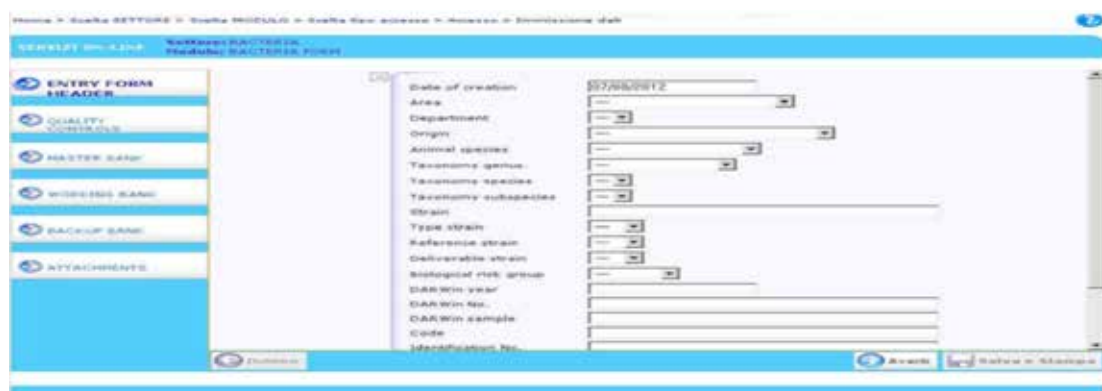 Home > Scelta SETTORE > Scelta MODULO > Scelta tipo accesso > Accesso > Immissione dati
SERVIZI ON-LINE
Settore: BACTERIA
Modulo: BACTERIA FORM
ENTRY FORM
HEADER
QUALITY
CONTROLS
MASTER BANK
WORKING BANK
BACKUP BANK
ATTACHMENTS
Date of creation 07/08/2012
Area ---
Department ---
Origin ---
Animal species ---
Taxonomy genus ---
Taxonomy species ---
Taxonomy subspecies ---
Strain
Type strain ---
Reference strain ---
Deliverable strain ---
Biological risk group ---
DARWin year
DARWin No.
DARWin sample
Code
Identification No.
Indietro
Avanti
Salva e Stampa